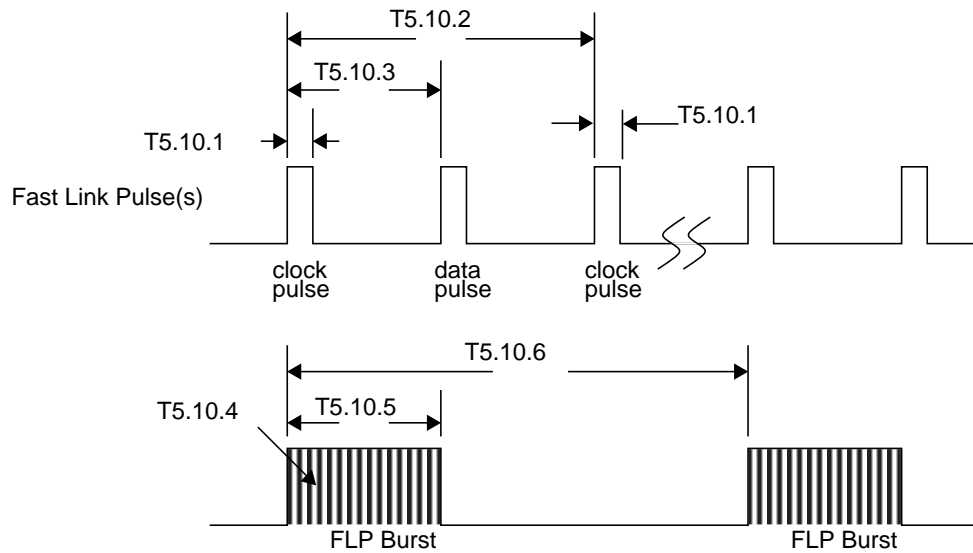 T5.10.2
T5.10.3
T5.10.1
T5.10.1
Fast Link Pulse(s)
clock
pulse
data
pulse
clock
pulse
T5.10.6
T5.10.4
T5.10.5
FLP Burst
FLP Burst